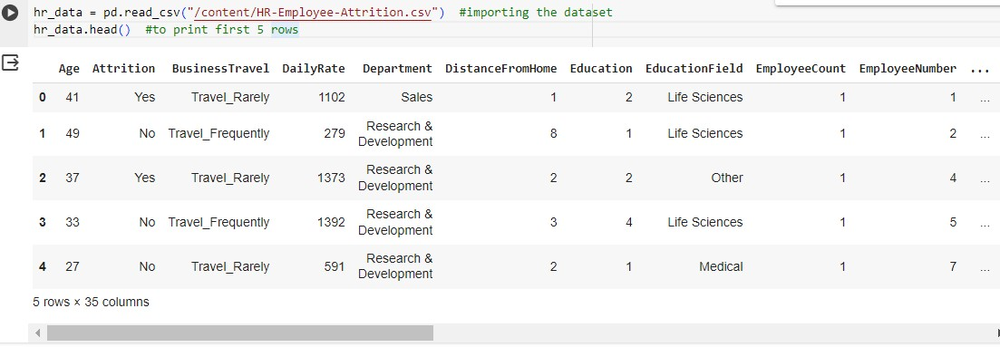 hr_data = pd.read_csv("/content/HR-Employee-Attrition.csv")  #importing the dataset
hr_data.head()  #to print first 5 rows
Age Attrition BusinessTravel DailyRate Department DistanceFromHome Education EducationField EmployeeCount EmployeeNumber ...
0 41 Yes Travel_Rarely 1102 Sales 1 2 Life Sciences 1 1 ...
1 49 No Travel_Frequently 279 Research & Development 8 1 Life Sciences 1 2 ...
2 37 Yes Travel_Rarely 1373 Research & Development 2 2 Other 1 4 ...
3 33 No Travel_Frequently 1392 Research & Development 3 4 Life Sciences 1 5 ...
4 27 No Travel_Rarely 591 Research & Development 2 1 Medical 1 7 ...
5 rows × 35 columns